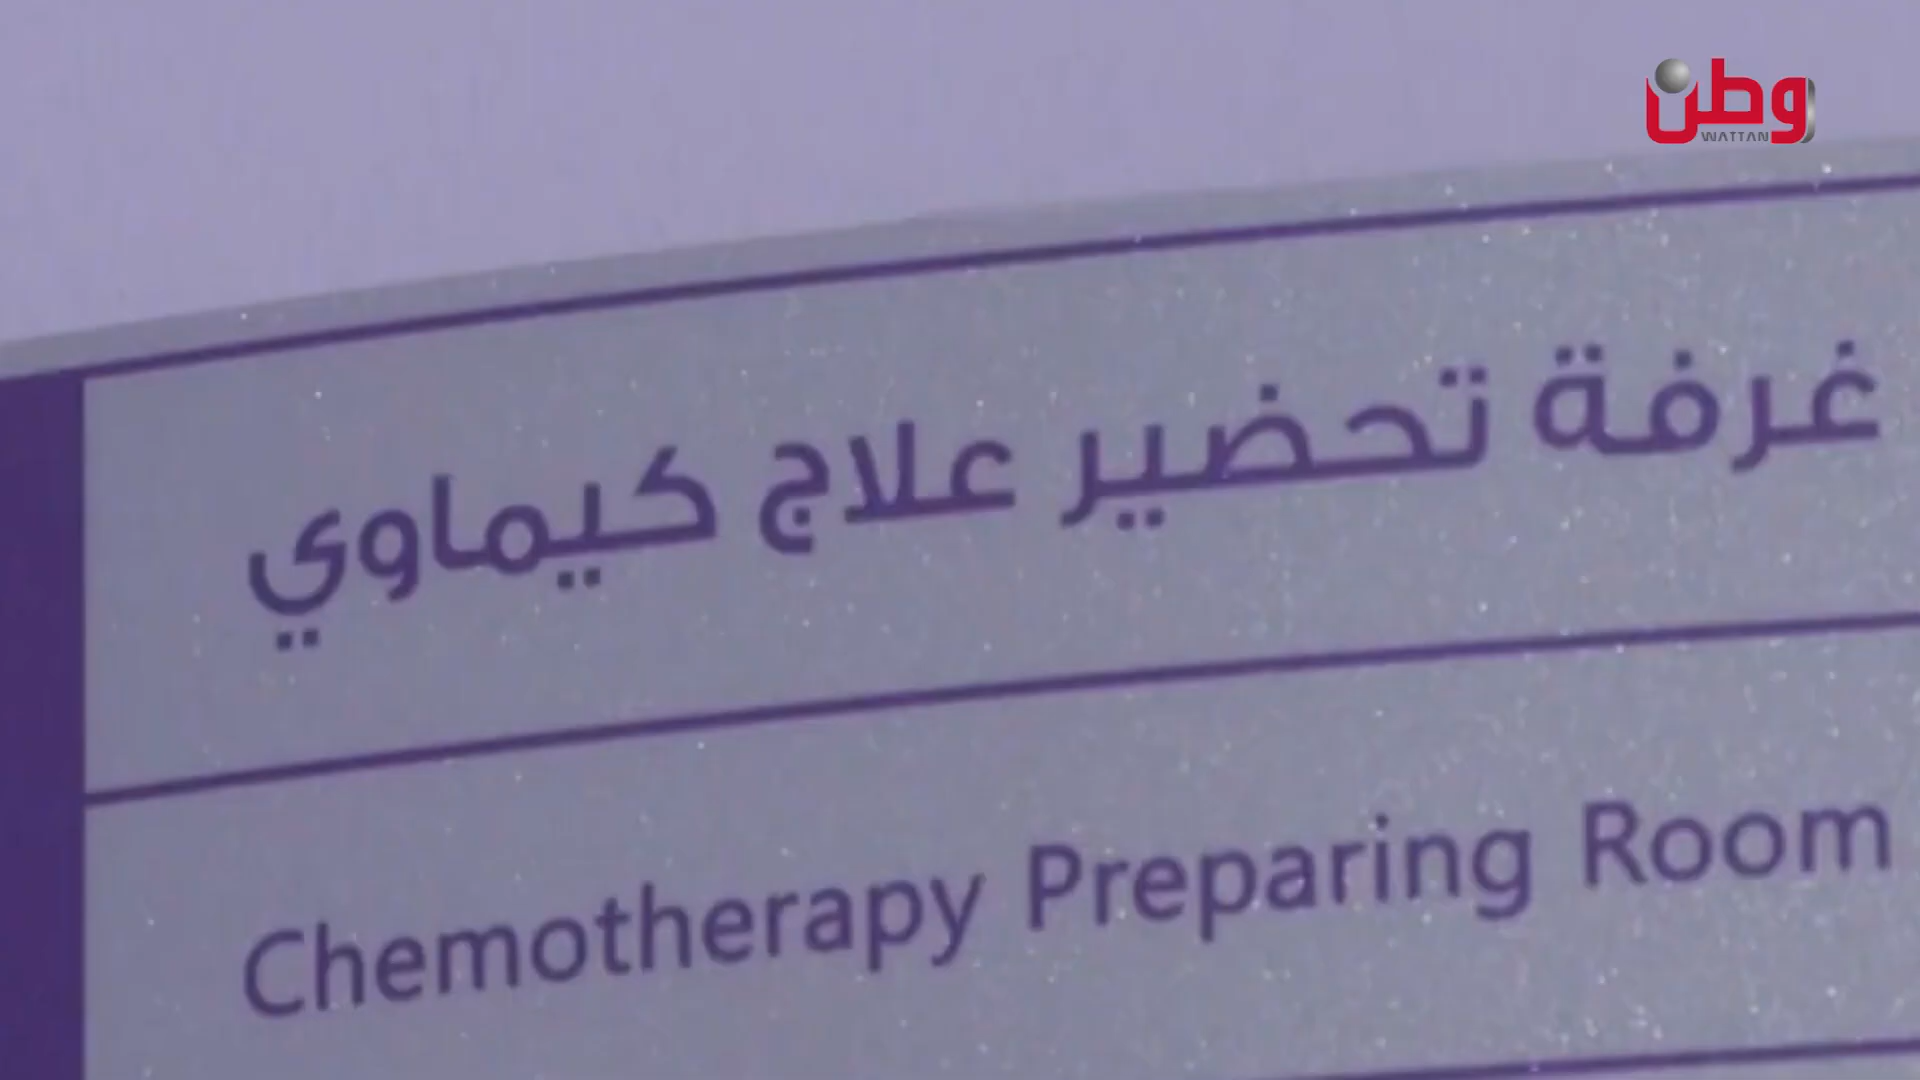 وطن
WATTAN
غرفة تحضير علاج كيماوي
Chemotherapy Preparing Room